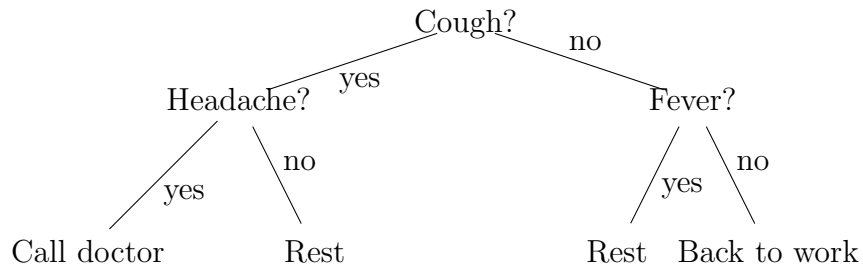 Cough?
yes
no
Headache?
Fever?
yes
no
yes
no
Call doctor
Rest
Rest
Back to work